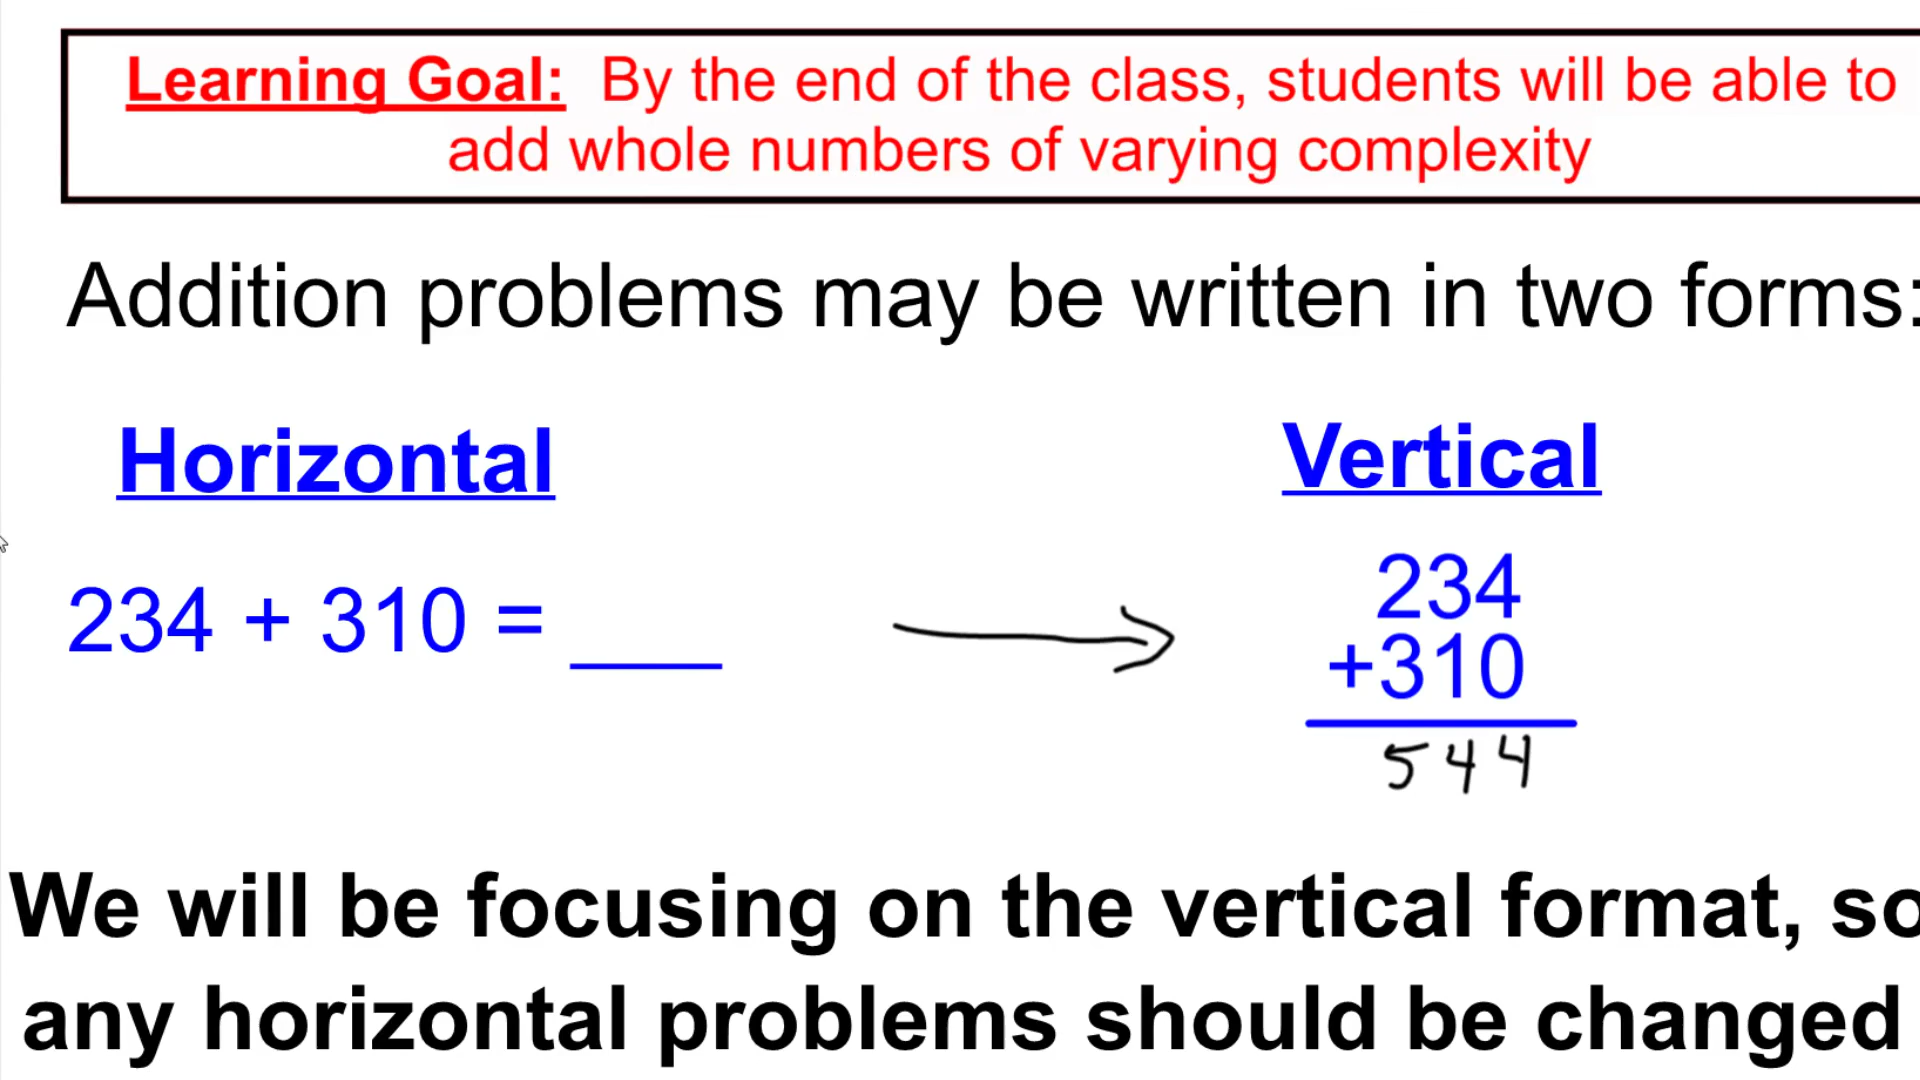 Learning Goal: By the end of the class, students will be able to
add whole numbers of varying complexity
Addition problems may be written in two forms:
Horizontal
Vertical
234 + 310 = ___
234
+310
544
We will be focusing on the vertical format, so
any horizontal problems should be changed